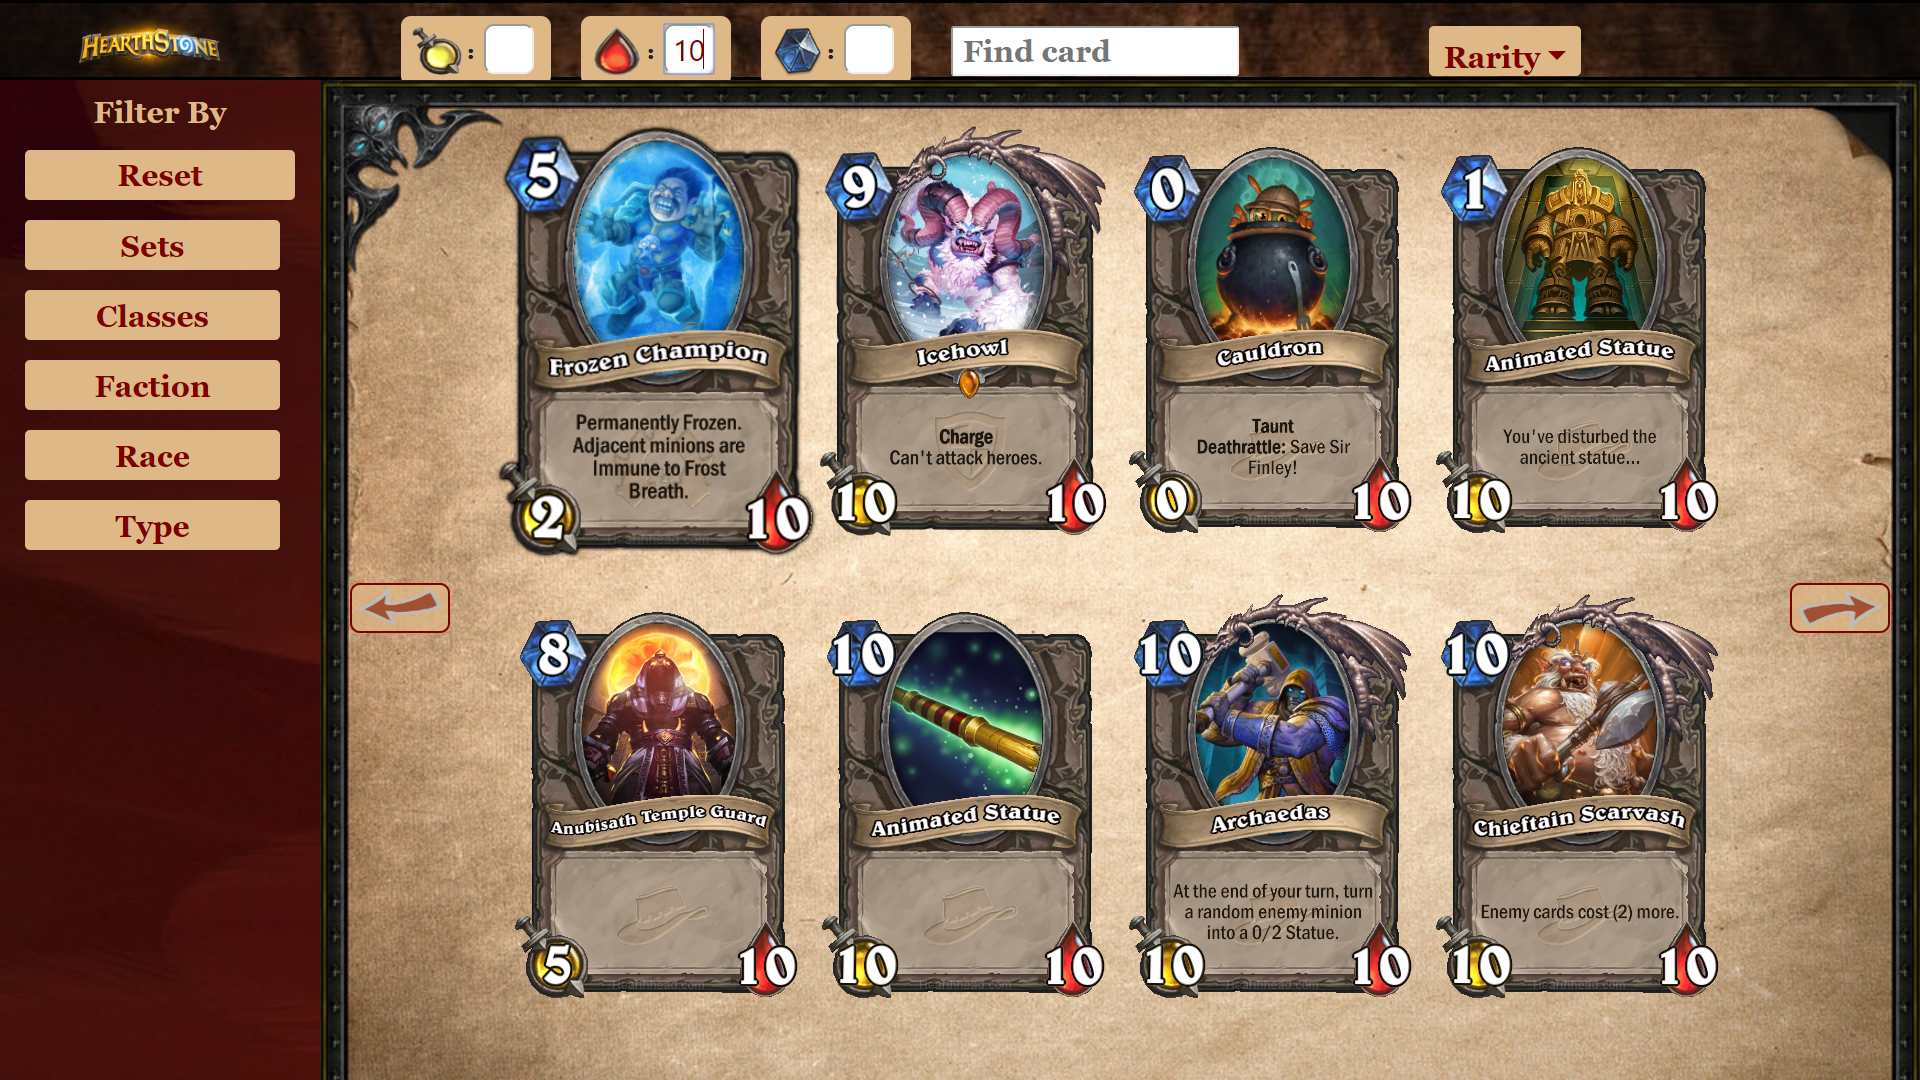 HEARTHSTONE
:
: 10
:
Find card
Rarity
Filter By
Reset
Sets
Classes
Faction
Race
Type
5
Frozen Champion
Permanently Frozen.
Adjacent minions are
Immune to Frost
Breath.
2
10
9
Icehowl
Charge
Can't attack heroes.
10
10
0
Cauldron
Taunt
Deathrattle: Save Sir
Finley!
0
10
1
Animated Statue
You've disturbed the
ancient statue...
10
10
8
Anubisath Temple Guard
5
10
10
Animated Statue
10
10
10
Archaedas
At the end of your turn, turn
a random enemy minion
into a 0/2 Statue.
10
10
10
Chieftain Scarvash
Enemy cards cost (2) more.
10
10